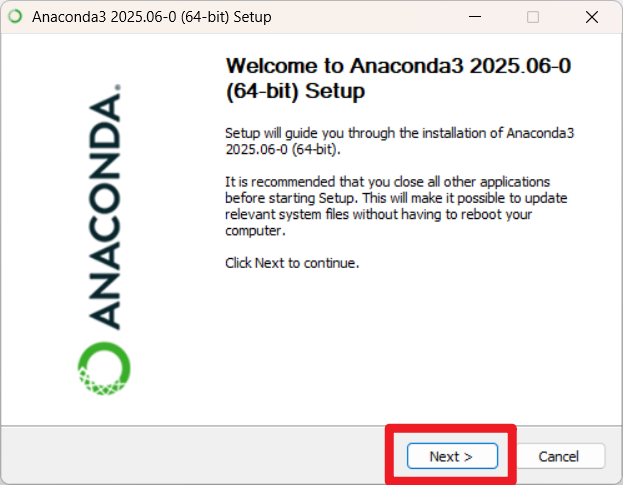 Anaconda3 2025.06-0 (64-bit) Setup
ANACONDA.
Welcome to Anaconda3 2025.06-0
(64-bit) Setup
Setup will guide you through the installation of Anaconda3
2025.06-0 (64-bit).
It is recommended that you close all other applications
before starting Setup. This will make it possible to update
relevant system files without having to reboot your
computer.
Click Next to continue.
Next >
Cancel